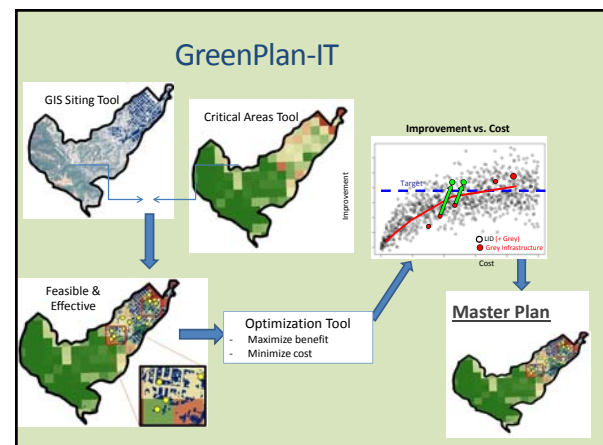 GreenPlan-IT
GIS Siting Tool
Critical Areas Tool
Improvement vs. Cost
Improvement
Target
LID (+ Grey)
Grey Infrastructure
Cost
Feasible &
Effective
Optimization Tool
- Maximize benefit
- Minimize cost
Master Plan